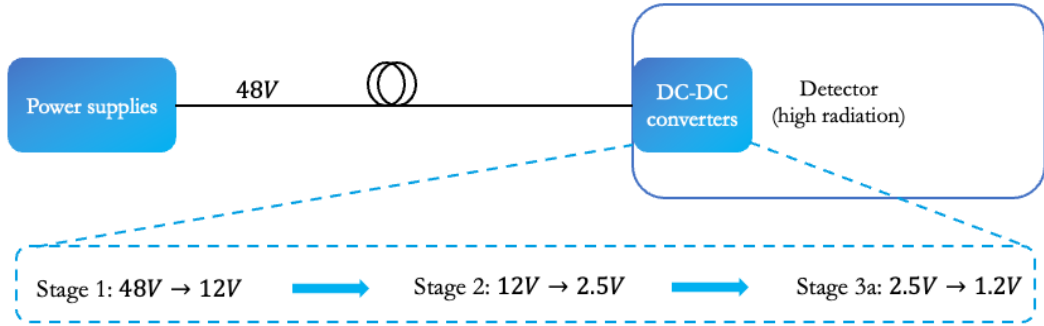 Power supplies
48V
DC-DC
converters
Detector
(high radiation)
Stage 1: 48V → 12V
Stage 2: 12V → 2.5V
Stage 3a: 2.5V → 1.2V